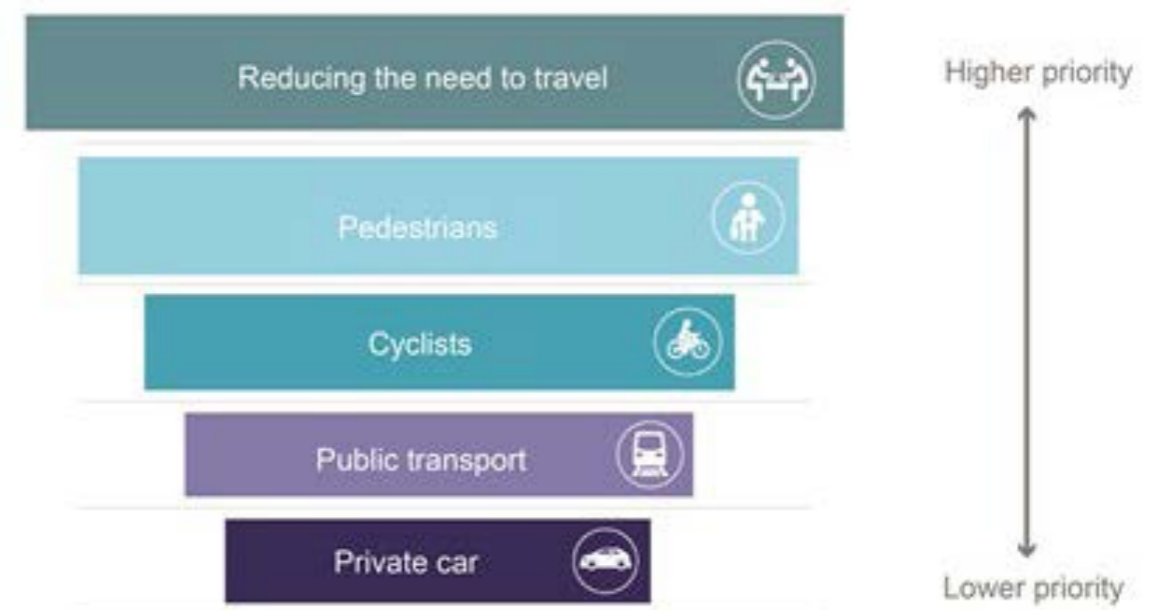 Reducing the need to travel
Higher priority
Pedestrians
Cyclists
Public transport
Private car
Lower priority